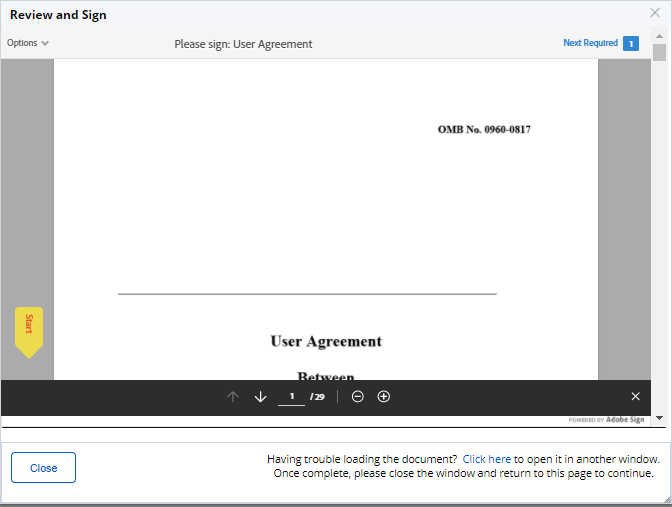 Review and Sign
Options
Please sign: User Agreement
Next Required 1
OMB No. 0960-0817
Start
User Agreement
Between
1 /29
POWERED BY Adobe Sign
Close
Having trouble loading the document? Click here to open it in another window.
Once complete, please close the window and return to this page to continue.